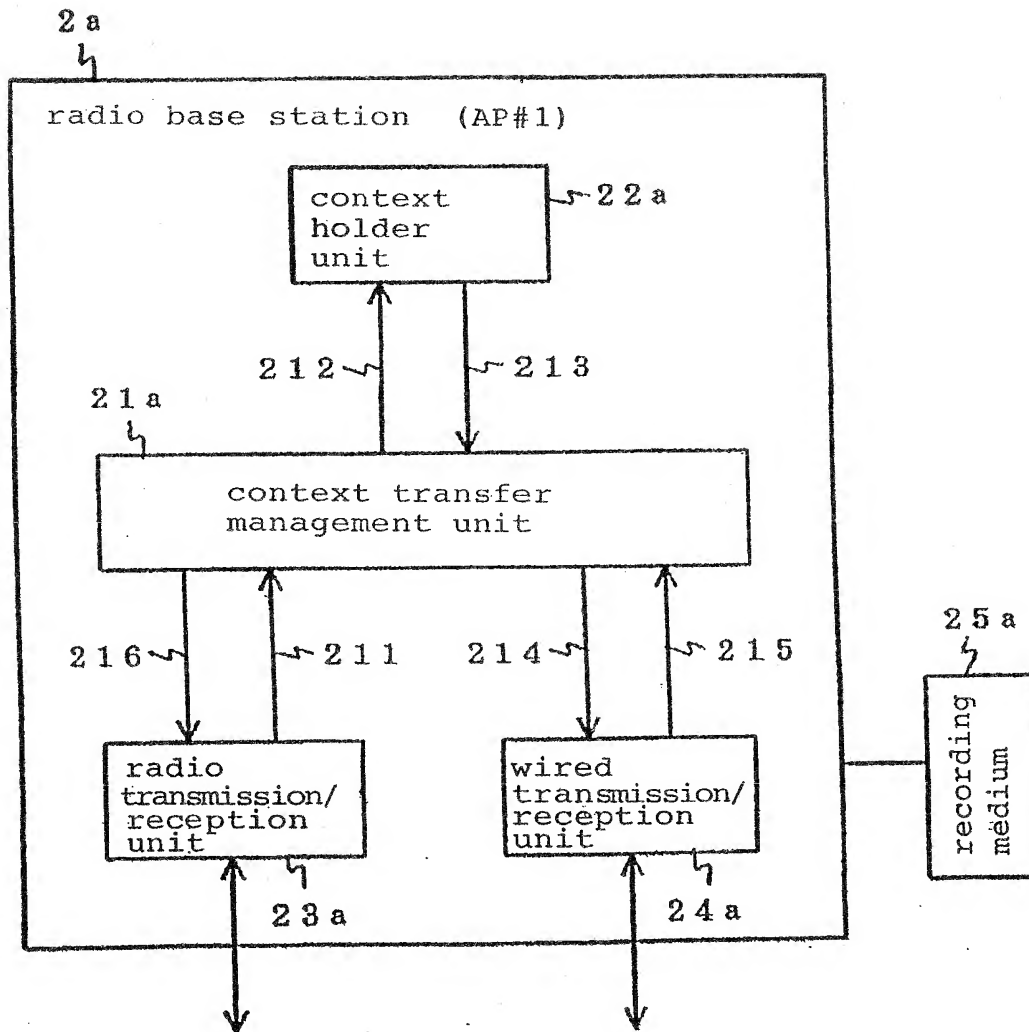 2a
radio base station (AP#1)
context
holder
unit
22a
212
213
21a
context transfer
management unit
216
211
214
215
25a
radio
transmission/
reception
unit
wired
transmission/
reception
unit
recording
medium
23a
24a